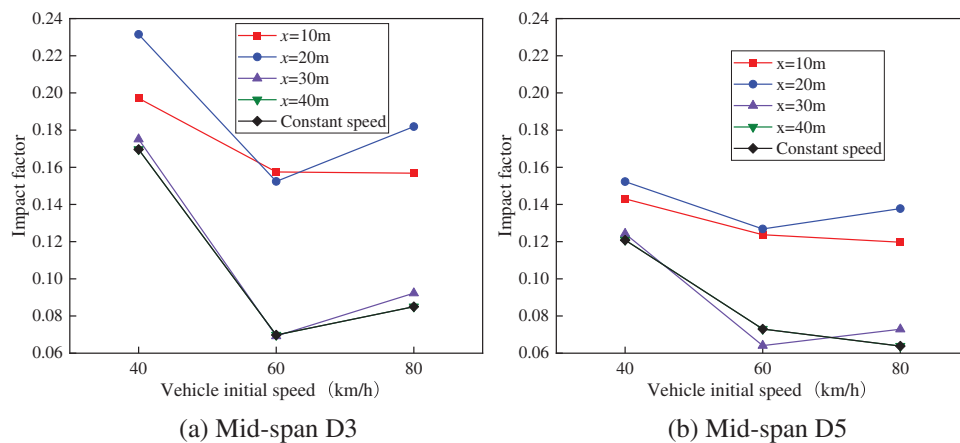 0.24
0.22
0.20
0.18
0.16
0.14
0.12
0.10
0.08
0.06
Impact factor
x=10m
x=20m
x=30m
x=40m
Constant speed
40
60
80
Vehicle initial speed（km/h）
(a) Mid-span D3
0.24
0.22
0.20
0.18
0.16
0.14
0.12
0.10
0.08
0.06
Impact factor
x=10m
x=20m
x=30m
x=40m
Constant speed
40
60
80
Vehicle initial speed（km/h）
(b) Mid-span D5